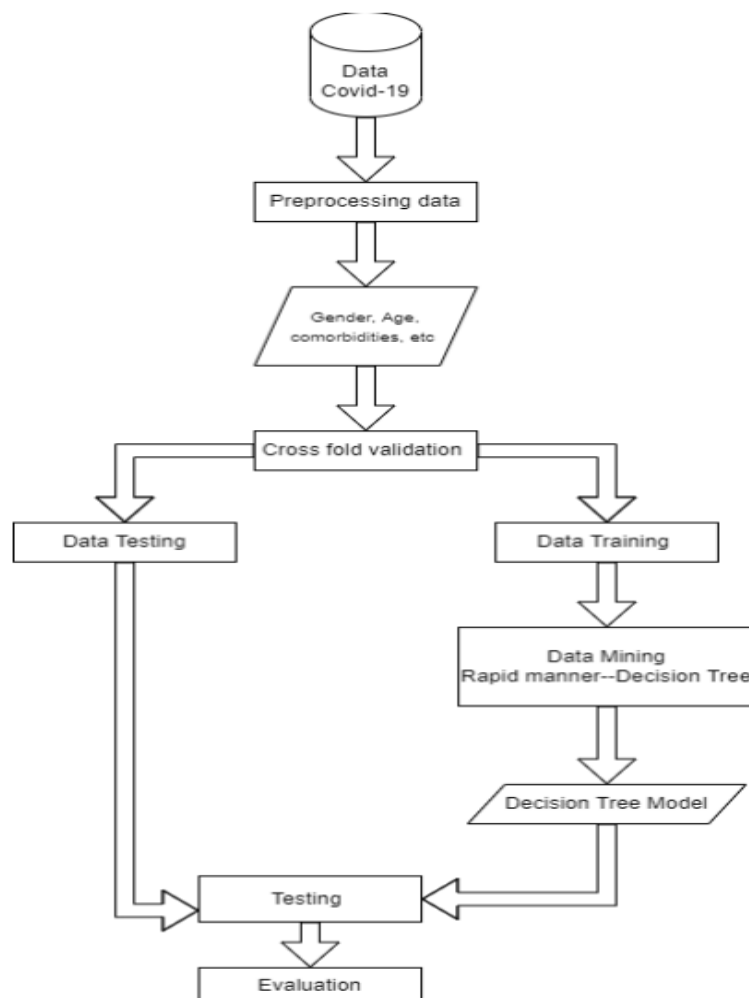 Data
Covid-19
Preprocessing data
Gender, Age,
comorbidities, etc
Cross fold validation
Data Testing
Data Training
Data Mining
Rapid manner--Decision Tree
Decision Tree Model
Testing
Evaluation